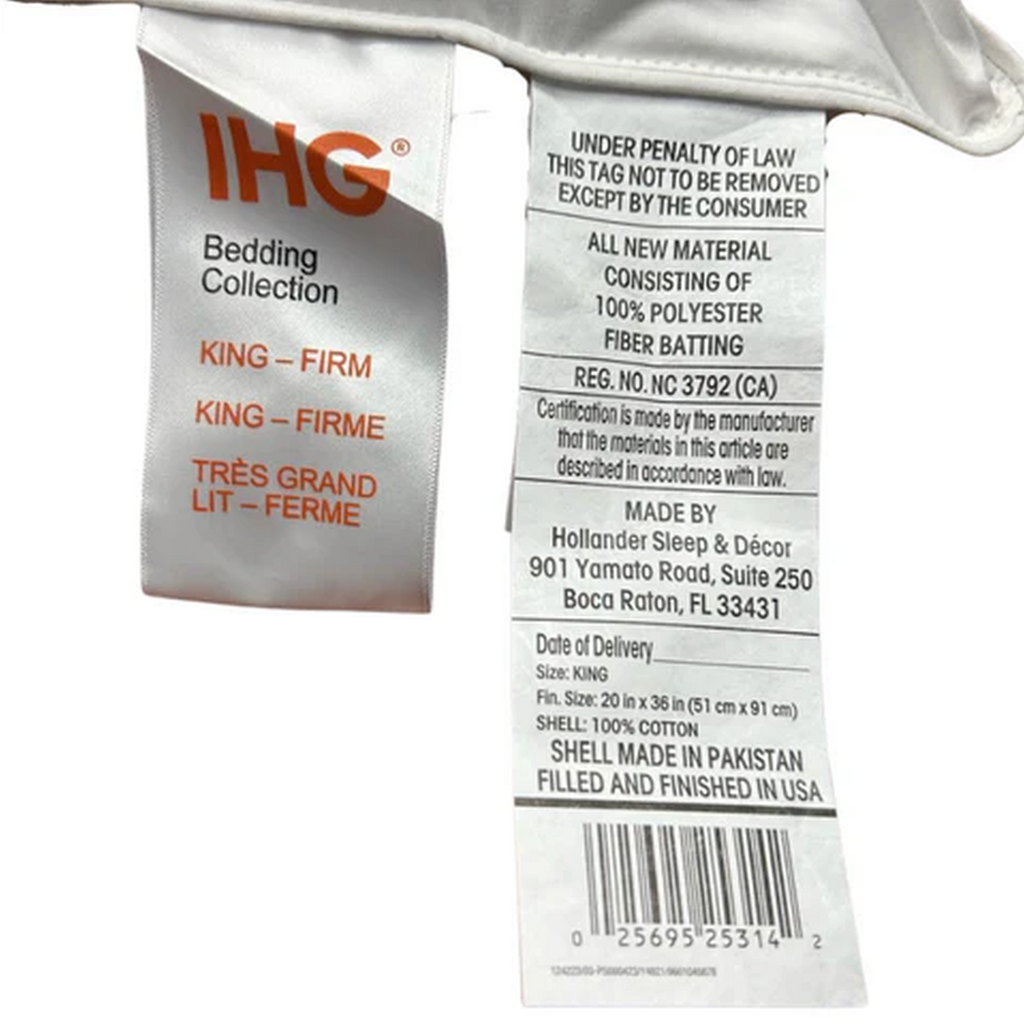 IHG®
Bedding
Collection
KING – FIRM
KING – FIRME
TRÈS GRAND
LIT – FERME
UNDER PENALTY OF LAW
THIS TAG NOT TO BE REMOVED
EXCEPT BY THE CONSUMER
ALL NEW MATERIAL
CONSISTING OF
100% POLYESTER
FIBER BATTING
REG. NO. NC 3792 (CA)
Certification is made by the manufacturer
that the materials in this article are
described in accordance with law.
MADE BY
Hollander Sleep & Décor
901 Yamato Road, Suite 250
Boca Raton, FL 33431
Date of Delivery
Size: KING
Fin. Size: 20 in x 36 in (51 cm x 91 cm)
SHELL: 100% COTTON
SHELL MADE IN PAKISTAN
FILLED AND FINISHED IN USA
0 25695 25314 2